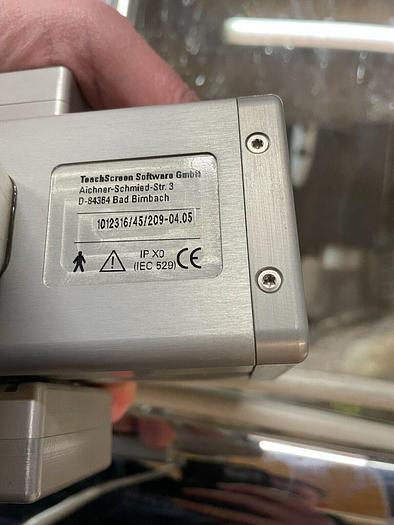 TeachScreen Software GmbH
Aichner-Schmied-Str. 3
D-84364 Bad Birnbach
1012316/45/209-04.05
IP X0
(IEC 529)
CE